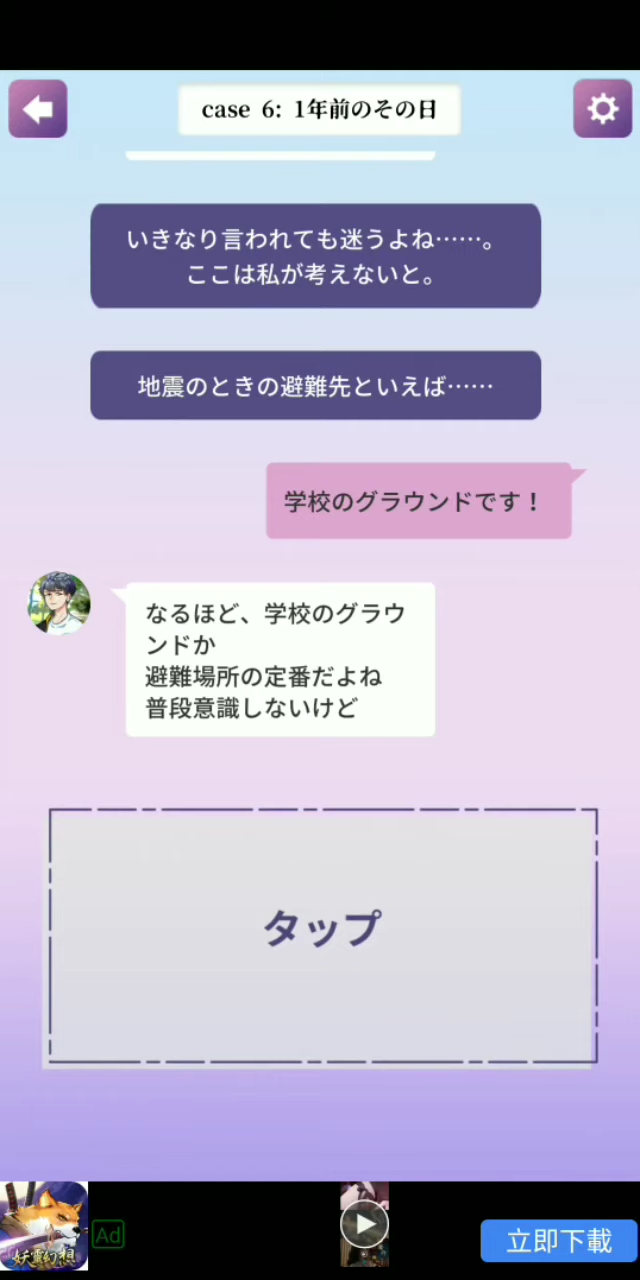 case 6: 1年前のその日
いきなり言われても迷うよね……。
ここは私が考えないと。
地震のときの避難先といえば……
学校のグラウンドです！
なるほど、学校のグラウ
ンドか
避難場所の定番だよね
普段意識しないけど
タップ
妖靈幻想
Ad
立即下載